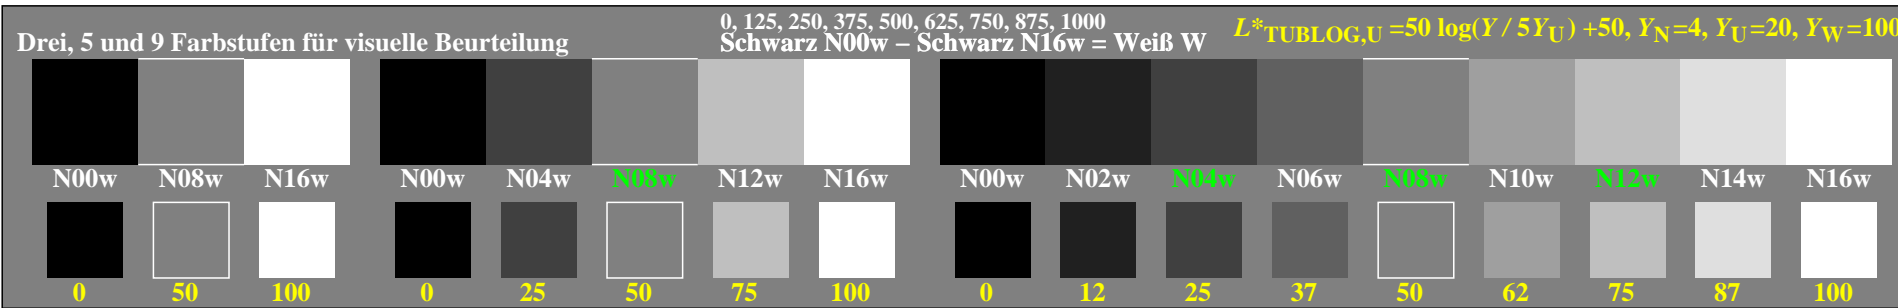 Drei, 5 und 9 Farbstufen für visuelle Beurteilung
0, 125, 250, 375, 500, 625, 750, 875, 1000
Schwarz N00w – Schwarz N16w = Weiß W
L*TUBLOG,U =50 log(Y / 5YU) +50, YN=4, YU=20, YW=100
N00w N08w N16w N00w N04w N08w N12w N16w N00w N02w N04w N06w N08w N10w N12w N14w N16w
0 50 100 0 25 50 75 100 0 12 25 37 50 62 75 87 100